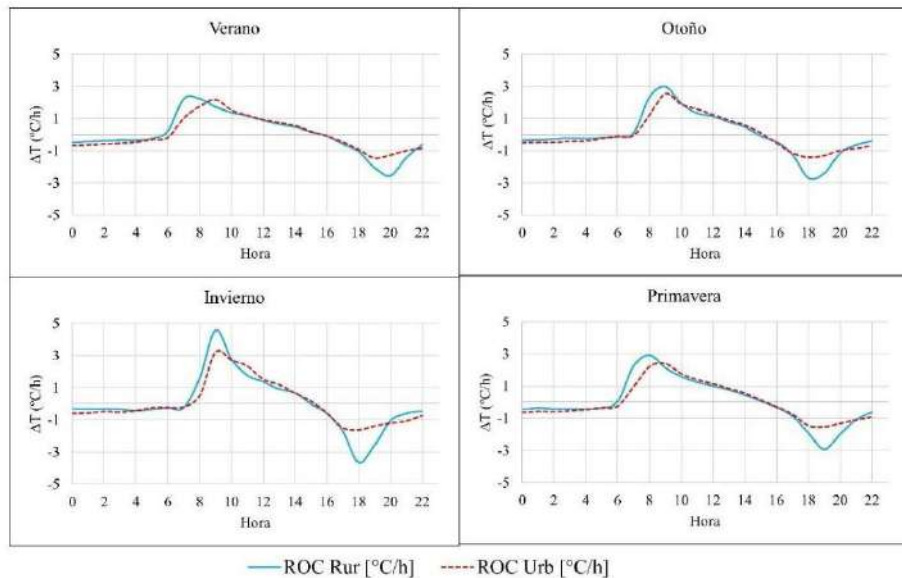 Verano
5
3
1
-1
-3
-5
ΔT (°C/h)
0 2 4 6 8 10 12 14 16 18 20 22
Hora
Otoño
5
3
1
-1
-3
-5
ΔT (°C/h)
0 2 4 6 8 10 12 14 16 18 20 22
Hora
Invierno
5
3
1
-1
-3
-5
ΔT (°C/h)
0 2 4 6 8 10 12 14 16 18 20 22
Hora
Primavera
5
3
1
-1
-3
-5
ΔT (°C/h)
0 2 4 6 8 10 12 14 16 18 20 22
Hora
ROC Rur [°C/h] ROC Urb [°C/h]